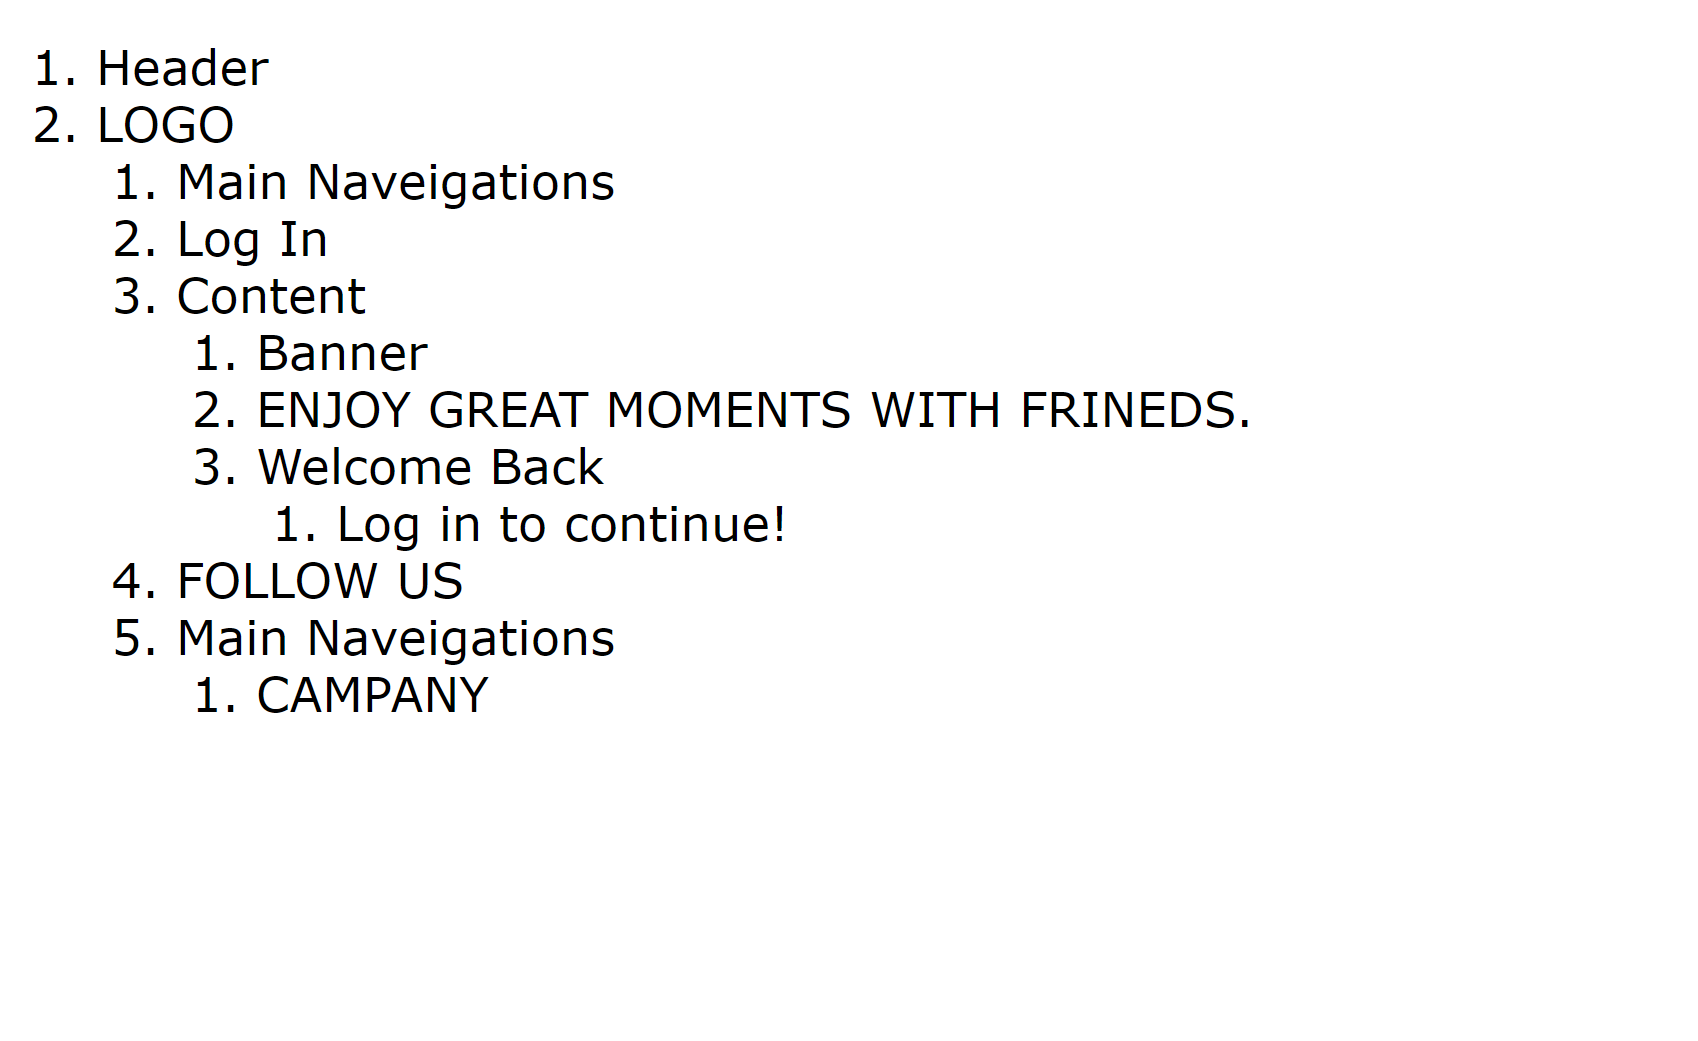 1. Header
2. LOGO
1. Main Naveigations
2. Log In
3. Content
1. Banner
2. ENJOY GREAT MOMENTS WITH FRINEDS.
3. Welcome Back
1. Log in to continue!
4. FOLLOW US
5. Main Naveigations
1. CAMPANY